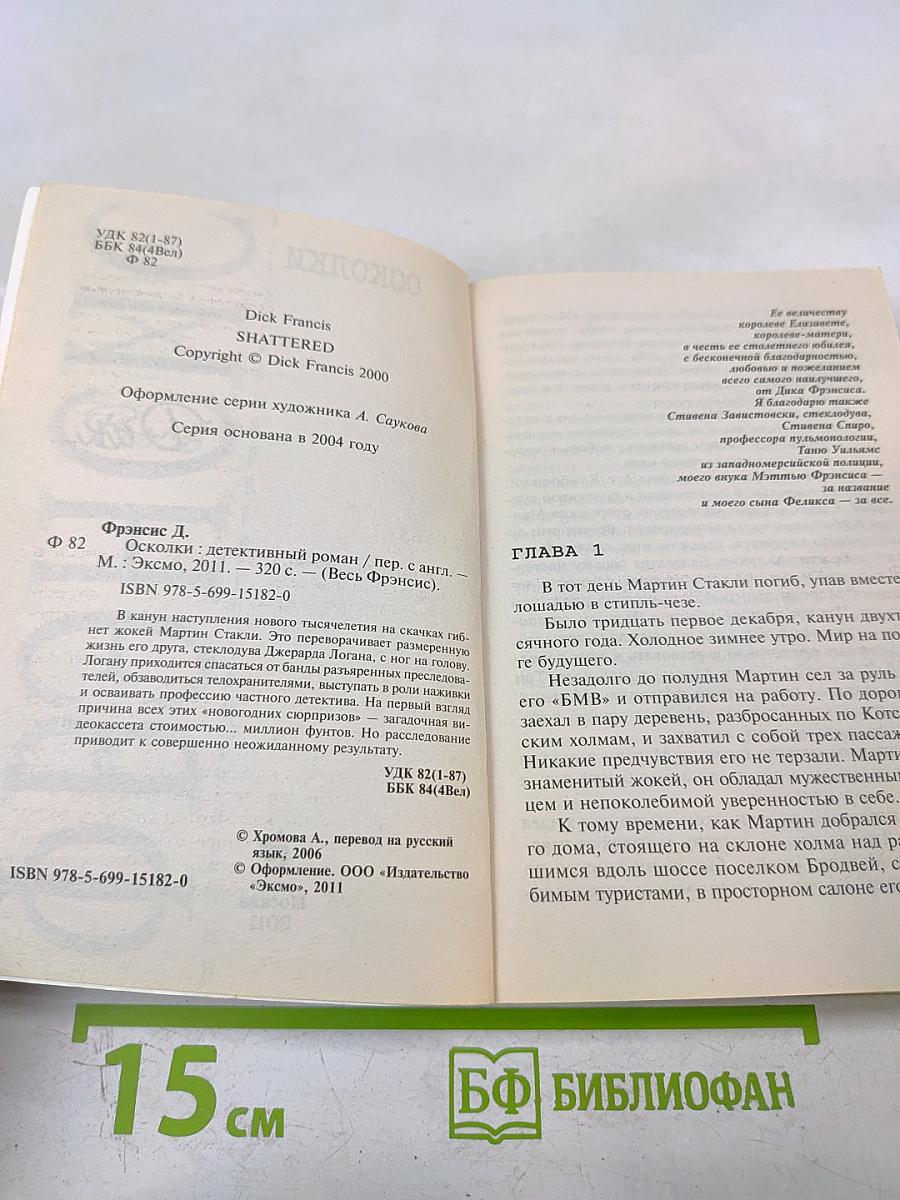 УДК 82(1-87)
ББК 84(4Вел)
Ф 82
Dick Francis
SHATTERED
Copyright © Dick Francis 2000
Оформление серии художника А. Саукова
Серия основана в 2004 году
Фрэнсис Д.
Ф 82 Осколки : детективный роман / пер. с англ. —
М. : Эксмо, 2011. — 320 с. — (Весь Фрэнсис).
ISBN 978-5-699-15182-0
В канун наступления нового тысячелетия на скачках гиб-
нет жокей Мартин Стакли. Это переворачивает размеренную
жизнь его друга, стеклодува Джерарда Логана, с ног на голову.
Логану приходится спасаться от банды разъяренных преследова-
телей, обзаводиться телохранителями, выступать в роли наживки
и осваивать профессию частного детектива. На первый взгляд
причина всех этих «новогодних сюрпризов» — загадочная ви-
деокассета стоимостью... миллион фунтов. Но расследование
приводит к совершенно неожиданному результату.
УДК 82(1-87)
ББК 84(4Вел)
© Хромова А., перевод на русский
язык, 2006
© Оформление. ООО «Издательство
«Эксмо», 2011
ISBN 978-5-699-15182-0
Ее величеству
королеве Елизавете,
королеве-матери,
в честь ее столетнего юбилея,
с бесконечной благодарностью,
любовью и пожеланием
всего самого наилучшего,
от Дика Фрэнсиса.
Я благодарю также
Стивена Завистовски, стеклодува,
Стивена Спиро,
профессора пульмонологии,
Таню Уильямс
из западномерсийской полиции,
моего внука Мэттью Фрэнсиса —
за название
и моего сына Феликса — за все.
ГЛАВА 1
В тот день Мартин Стакли погиб, упав вместе
лошадью в стипль-чезе.
Было тридцать первое декабря, канун двухт
сячного года. Холодное зимнее утро. Мир на по
ге будущего.
Незадолго до полудня Мартин сел за руль
его «БМВ» и отправился на работу. По дорог
заехал в пару деревень, разбросанных по Котс
ским холмам, и захватил с собой трех пассаж
Никакие предчувствия его не терзали. Марти
знаменитый жокей, он обладал мужественны
цем и непоколебимой уверенностью в себе.
К тому времени, как Мартин добрался
го дома, стоящего на склоне холма над ра
шимся вдоль шоссе поселком Бродвей, с
бимым туристами, в просторном салоне его
15 см
БФ БИБЛИОФАН